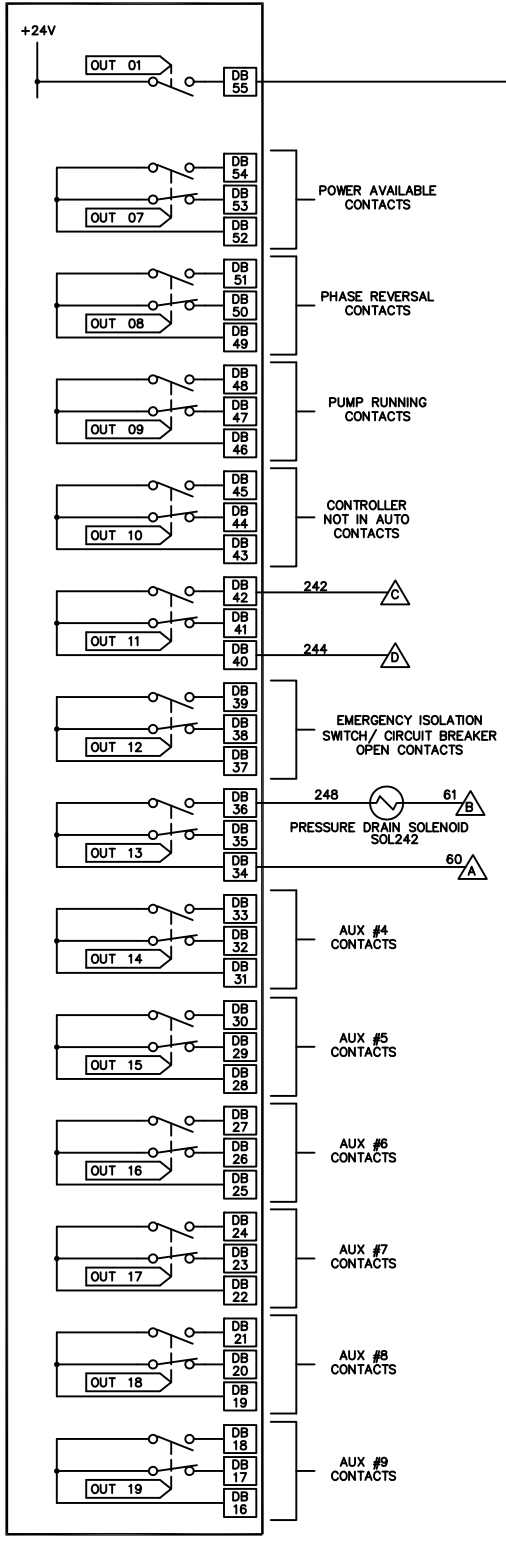 +24V
OUT 01
DB
55
DB
54
DB
53
OUT 07
DB
52
POWER AVAILABLE
CONTACTS
DB
51
DB
50
OUT 08
DB
49
PHASE REVERSAL
CONTACTS
DB
48
DB
47
OUT 09
DB
46
PUMP RUNNING
CONTACTS
DB
45
DB
44
OUT 10
DB
43
CONTROLLER
NOT IN AUTO
CONTACTS
DB
42
242
C
DB
41
OUT 11
DB
40
244
D
DB
39
DB
38
OUT 12
DB
37
EMERGENCY ISOLATION
SWITCH/ CIRCUIT BREAKER
OPEN CONTACTS
DB
36
248
61
B
PRESSURE DRAIN SOLENOID
SOL242
DB
35
OUT 13
DB
34
60
A
DB
33
DB
32
OUT 14
DB
31
AUX #4
CONTACTS
DB
30
DB
29
OUT 15
DB
28
AUX #5
CONTACTS
DB
27
DB
26
OUT 16
DB
25
AUX #6
CONTACTS
DB
24
DB
23
OUT 17
DB
22
AUX #7
CONTACTS
DB
21
DB
20
OUT 18
DB
19
AUX #8
CONTACTS
DB
18
DB
17
OUT 19
DB
16
AUX #9
CONTACTS